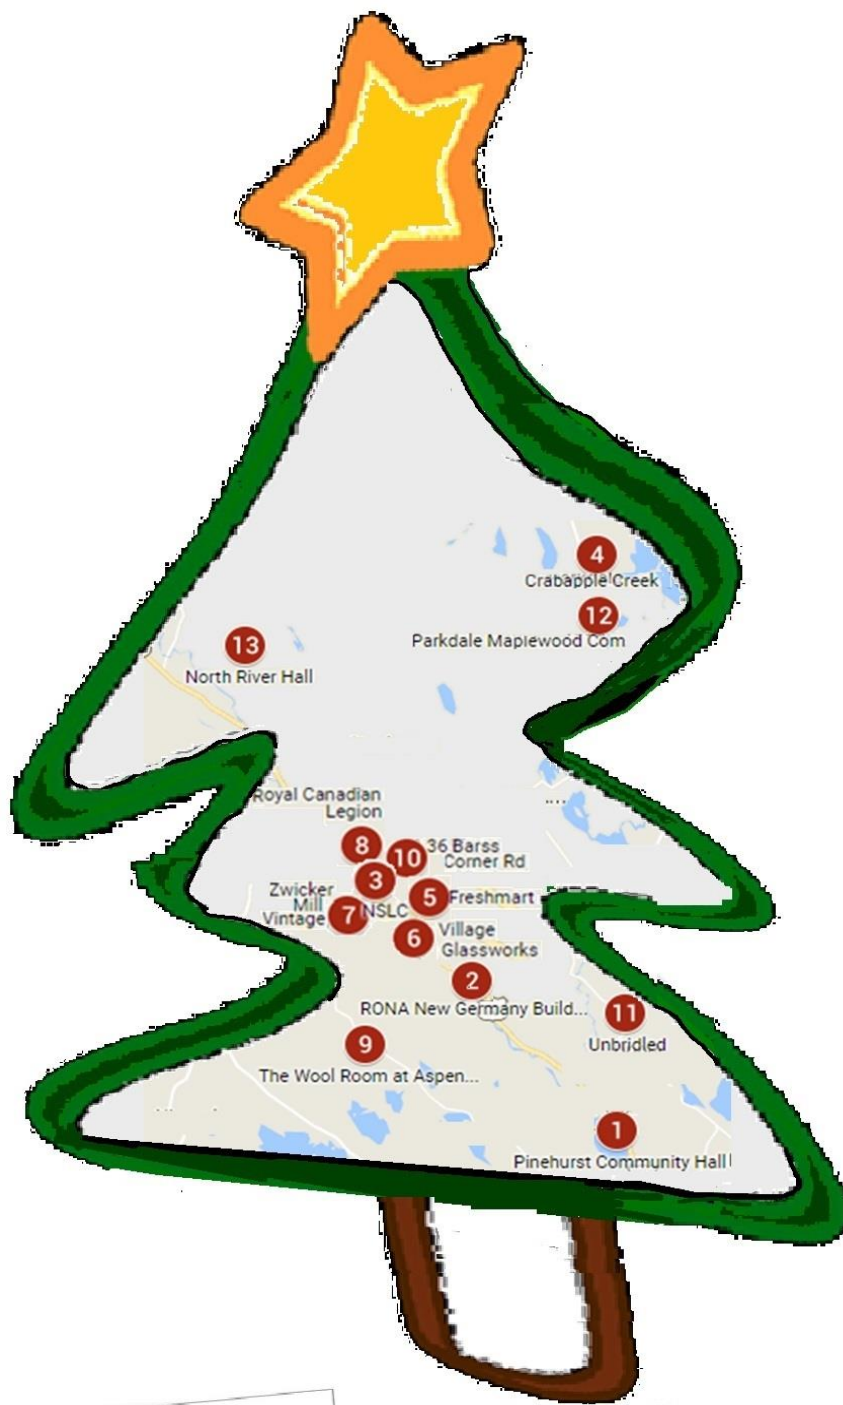 4
Crabapple Creek
12
Parkdale Maplewood Com
13
North River Hall
Royal Canadian
Legion
8
10
36 Barss
Corner Rd
3
Zwicker
Mill
Vintage
7
NSLC
5
Freshmart
6
Village
Glassworks
2
RONA New Germany Build...
11
Unbridled
9
The Wool Room at Aspen...
1
Pinehurst Community Hall